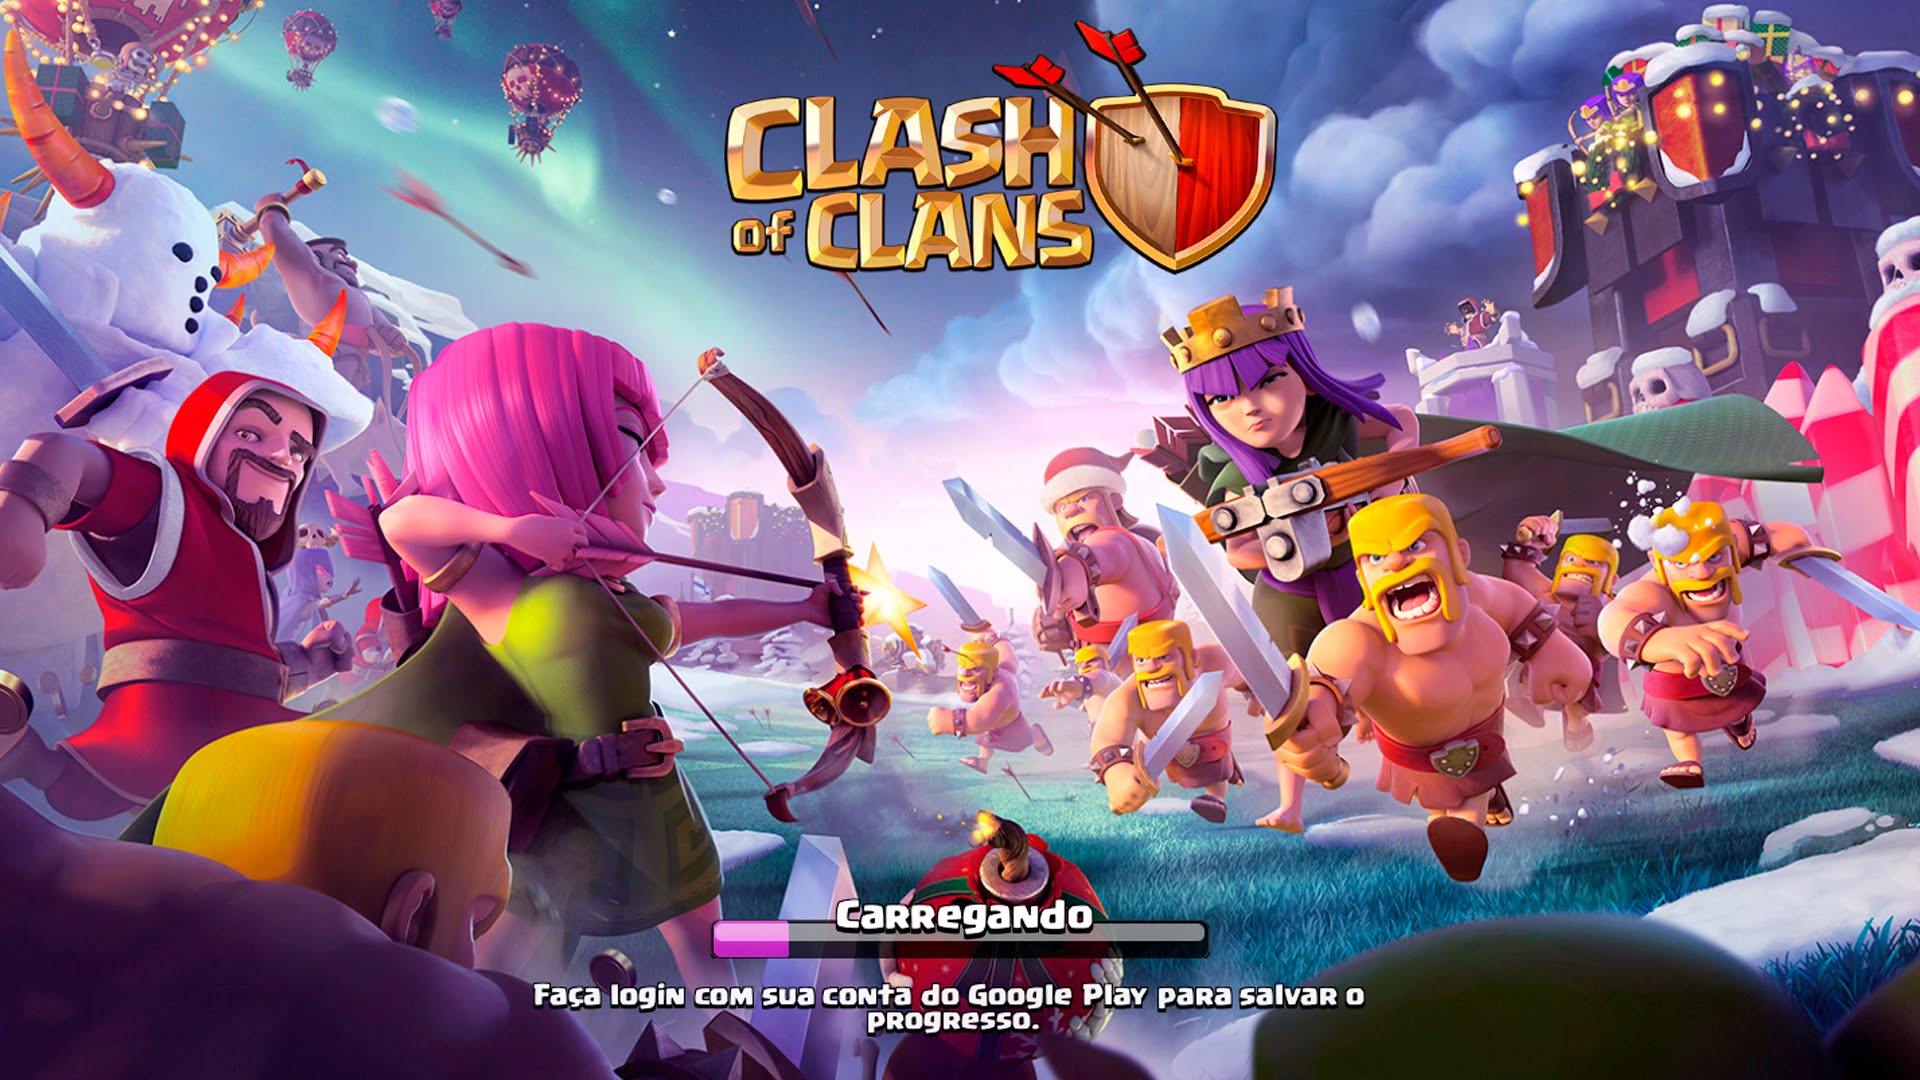 CLASH
OF CLANS
Carregando
Faça login com sua conta do Google Play para salvar o
progresso.